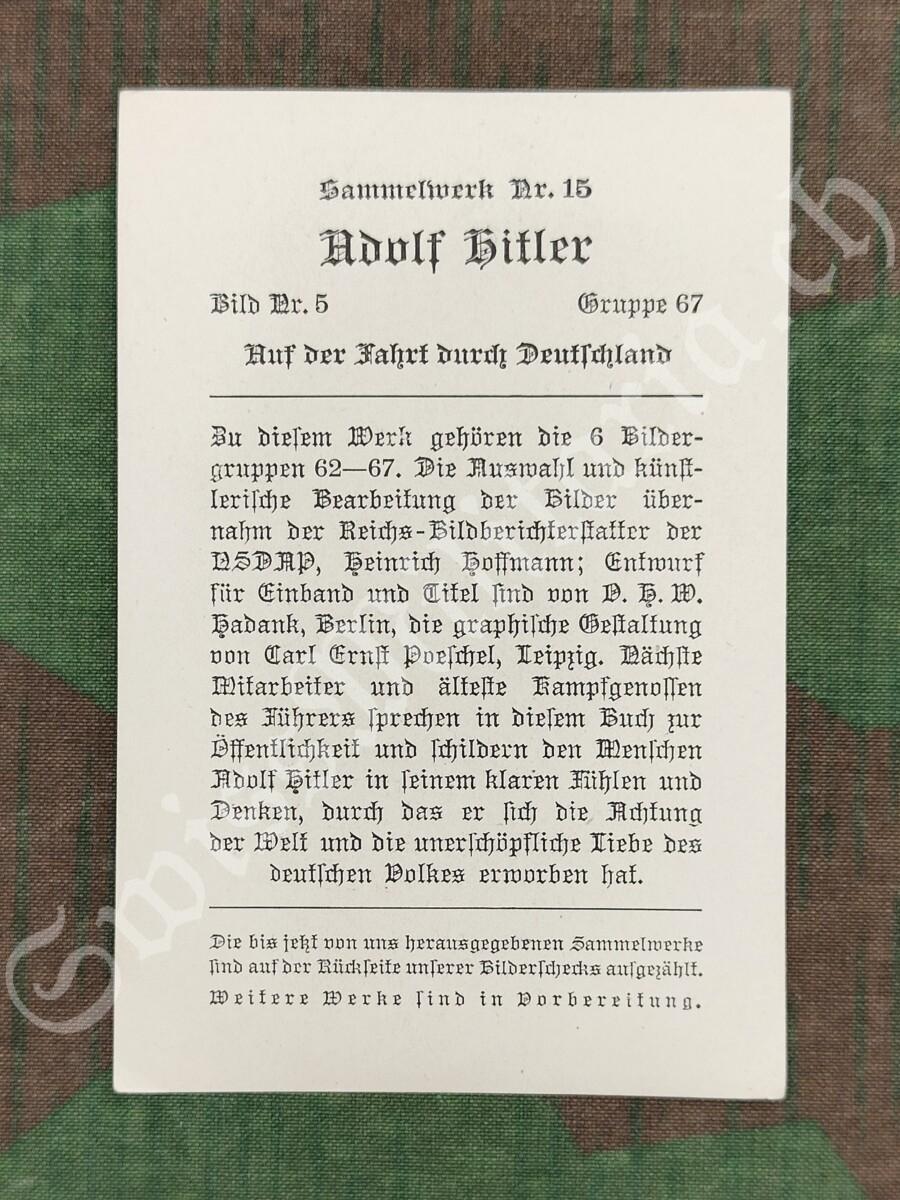 Sammelwerk Nr. 15
Adolf Hitler
Bild Nr. 5 Gruppe 67
Auf der Fahrt durch Deutschland
Zu diesem Werk gehören die 6 Bilder-
gruppen 62—67. Die Auswahl und künst-
lerische Bearbeitung der Bilder über-
nahm der Reichs-Bildberichterstatter der
NSDAP, Heinrich Hoffmann; Entwurf
für Einband und Titel sind von O. H. W.
Hadank, Berlin, die graphische Gestaltung
von Carl Ernst Poeschel, Leipzig. Nächste
Mitarbeiter und älteste Kampfgenossen
des Führers sprechen in diesem Buch zur
Öffentlichkeit und schildern den Menschen
Adolf Hitler in seinem klaren Fühlen und
Denken, durch das er sich die Achtung
der Welt und die unerschöpfliche Liebe des
deutschen Volkes erworben hat.
Die bis jetzt von uns herausgegebenen Sammelwerke
sind auf der Rückseite unserer Bilderschecks aufgezählt.
Weitere Werke sind in Vorbereitung.
SwissMilitaria.ch